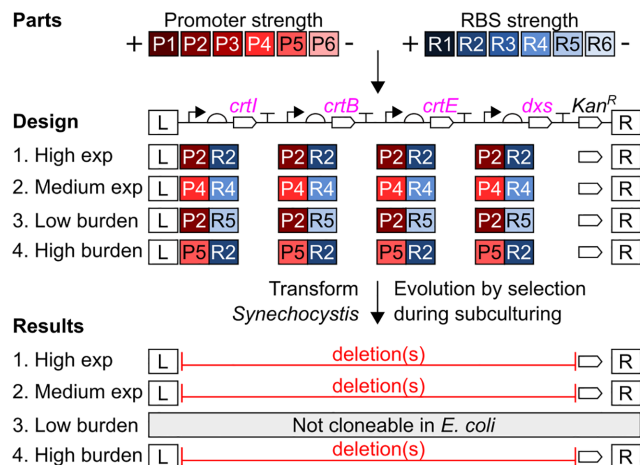 Parts
Promoter strength
RBS strength
+ P1 P2 P3 P4 P5 P6 -
+ R1 R2 R3 R4 R5 R6 -
crtI crtB crtE dxs Kan^R
Design L R
1. High exp L P2 R2 P2 R2 P2 R2 P2 R2 R
2. Medium exp L P4 R4 P4 R4 P4 R4 P4 R4 R
3. Low burden L P2 R5 P2 R5 P2 R5 P2 R5 R
4. High burden L P5 R2 P5 R2 P5 R2 P5 R2 R
Transform
Synechocystis
Evolution by selection
during subculturing
Results
1. High exp L deletion(s) R
2. Medium exp L deletion(s) R
3. Low burden Not cloneable in E. coli
4. High burden L deletion(s) R